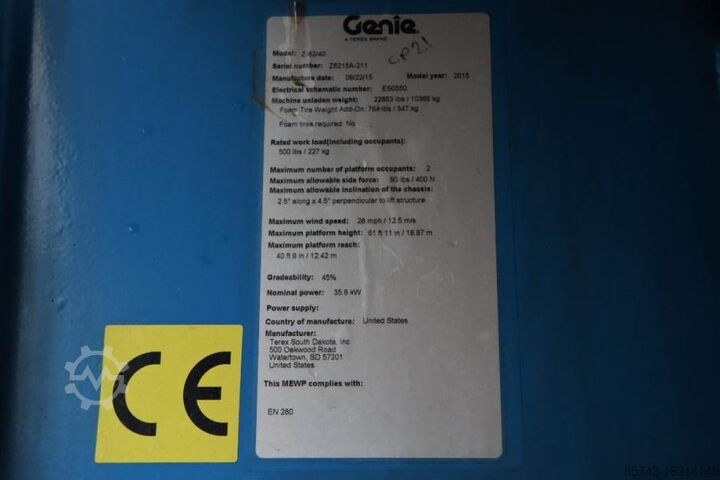 Genie
A TEREX BRAND
CP21
Model: Z-62/40
Serial number: Z6215A-211
Manufacture date: 09/22/15 Model year: 2015
Electrical schematic number: ES0550
Machine unladen weight: 22853 lbs / 10366 kg
Foam Tire Weight Add-On: 764 lbs / 347 kg
Foam tires required: No
Rated work load(including occupants):
500 lbs / 227 kg
Maximum number of platform occupants: 2
Maximum allowable side force: 90 lbs / 400 N
Maximum allowable inclination of the chassis:
2.5° along x 4.5° perpendicular to lift structure
Maximum wind speed: 28 mph / 12.5 m/s
Maximum platform height: 61 ft 11 in / 18.87 m
Maximum platform reach:
40 ft 9 in / 12.42 m
Gradeability: 45%
Nominal power: 35.8 kW
Power supply:
Country of manufacture: United States
Manufacturer:
Terex South Dakota, Inc
500 Oakwood Road
Watertown, SD 57201
United States
This MEWP complies with:
EN 280
CE